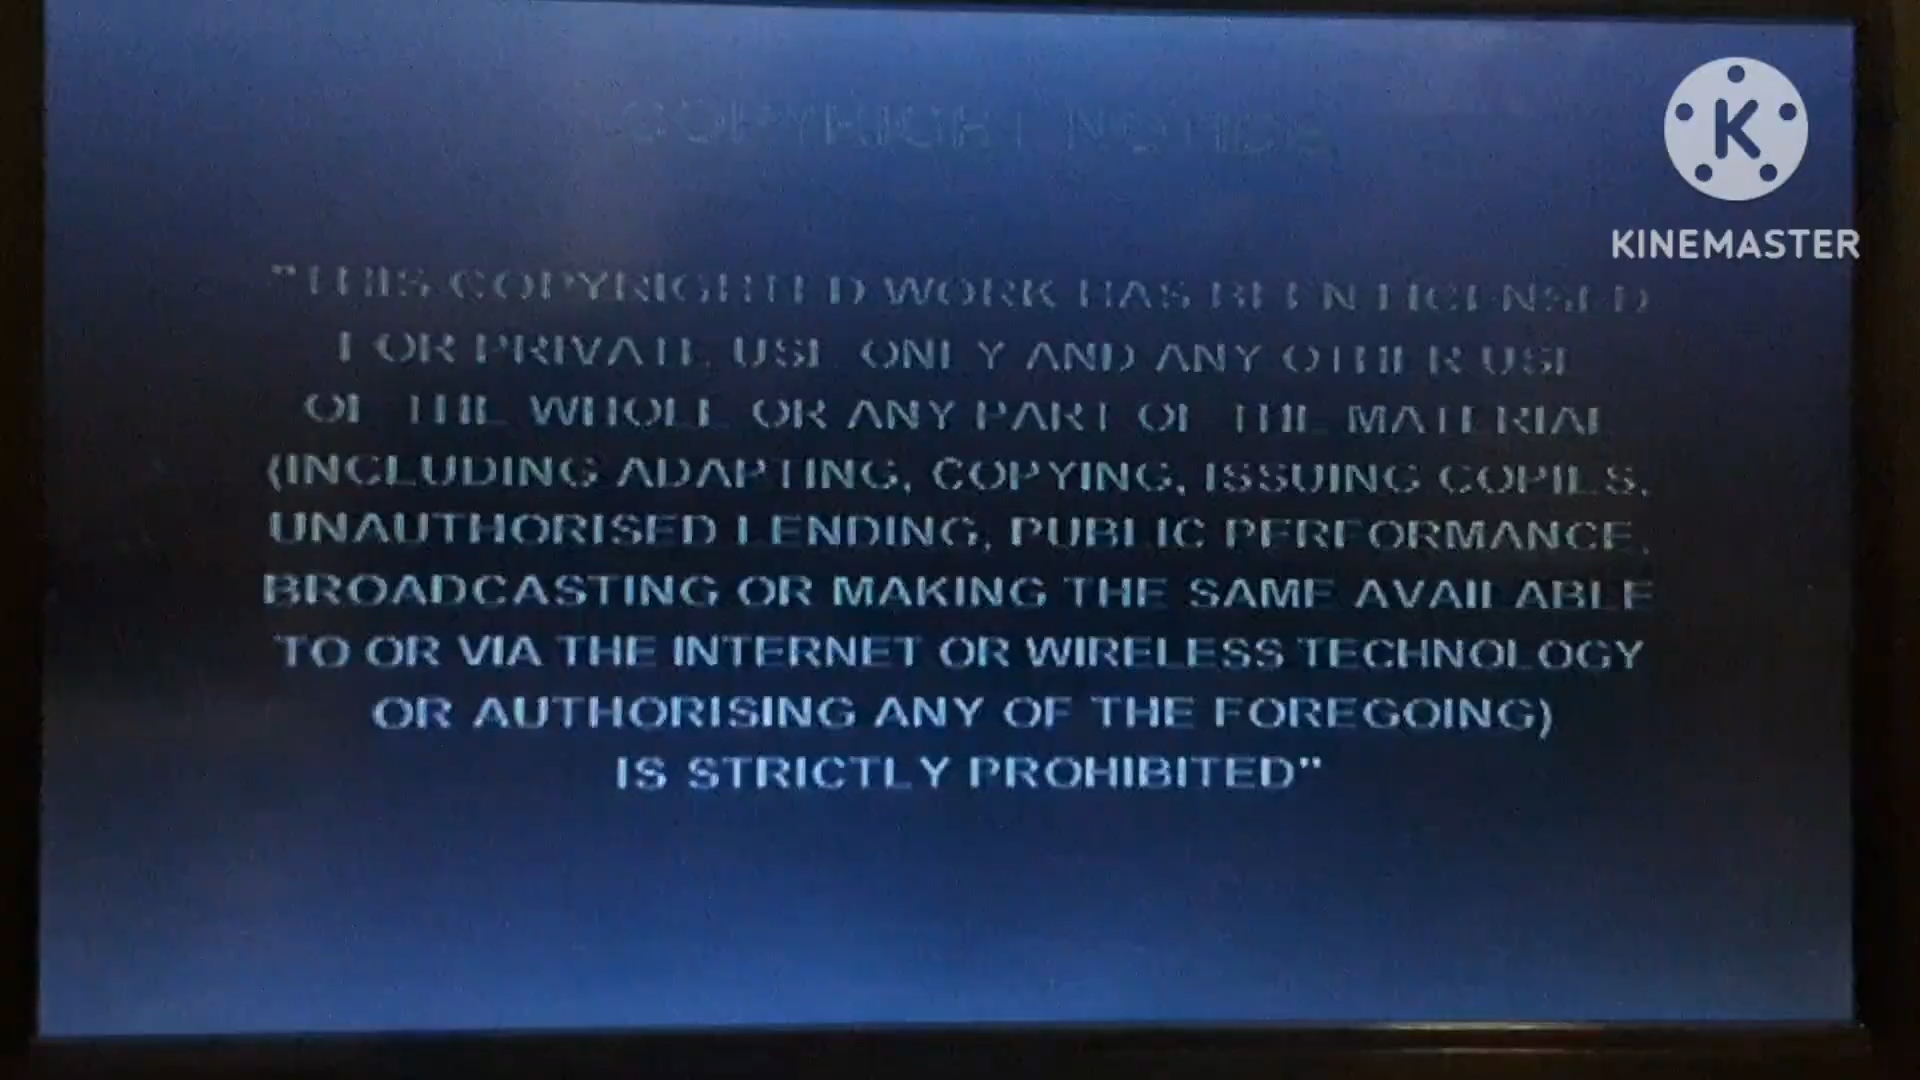 COPYRIGHT NOTICE
"THIS COPYRIGHTED WORK HAS BEEN LICENSED
FOR PRIVATE USE ONLY AND ANY OTHER USE
OF THE WHOLE OR ANY PART OF THE MATERIAL
(INCLUDING ADAPTING, COPYING, ISSUING COPIES,
UNAUTHORISED LENDING, PUBLIC PERFORMANCE,
BROADCASTING OR MAKING THE SAME AVAILABLE
TO OR VIA THE INTERNET OR WIRELESS TECHNOLOGY
OR AUTHORISING ANY OF THE FOREGOING)
IS STRICTLY PROHIBITED"
KINEMASTER